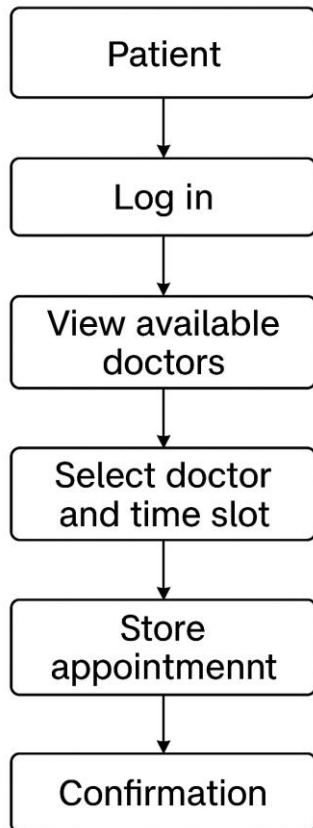 Patient
Log in
View available
doctors
Select doctor
and time slot
Store
appointmennt
Confirmation